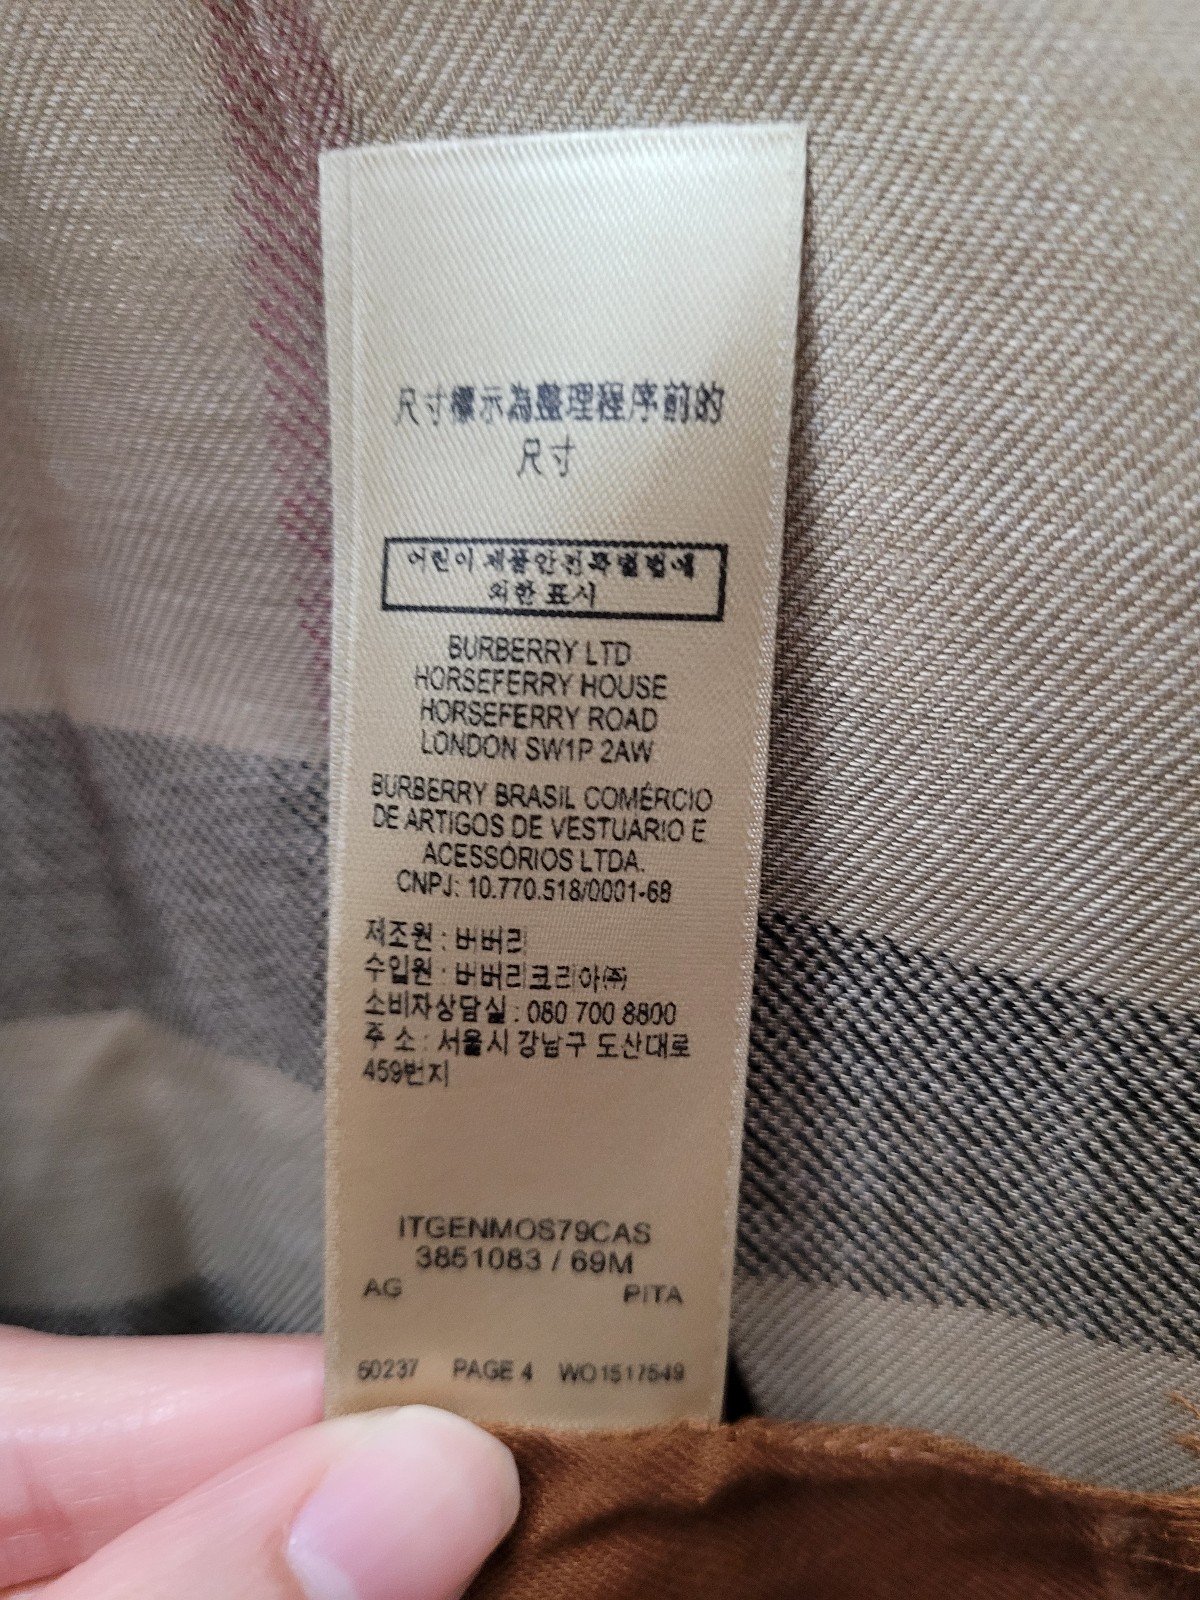 尺寸標示為整理程序前的
尺寸
어린이제품안전특별법에
의한 표시
BURBERRY LTD
HORSEFERRY HOUSE
HORSEFERRY ROAD
LONDON SW1P 2AW
BURBERRY BRASIL COMÉRCIO
DE ARTIGOS DE VESTUÁRIO E
ACESSÓRIOS LTDA.
CNPJ: 10.770.518/0001-68
제조원 : 버버리
수입원 : 버버리코리아㈜
소비자상담실 : 080 700 8800
주 소 : 서울시 강남구 도산대로
459번지
ITGENMOS79CAS
3851083 / 69M
AG PITA
50237 PAGE 4 WO1517549